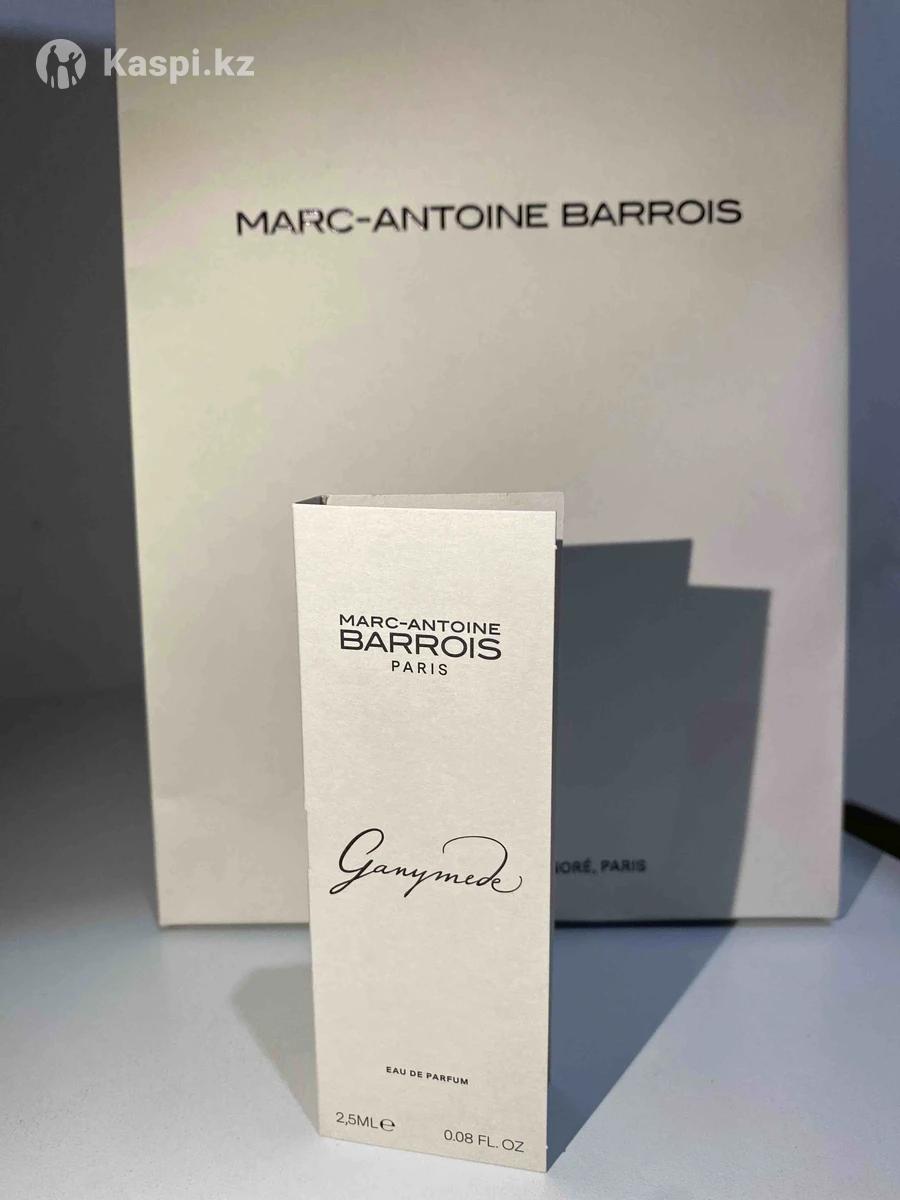 Kaspi.kz
MARC-ANTOINE BARROIS
MARC-ANTOINE
BARROIS
PARIS
Ganymede
PARIS
EAU DE PARFUM
2,5ML℮
0.08 FL. OZ